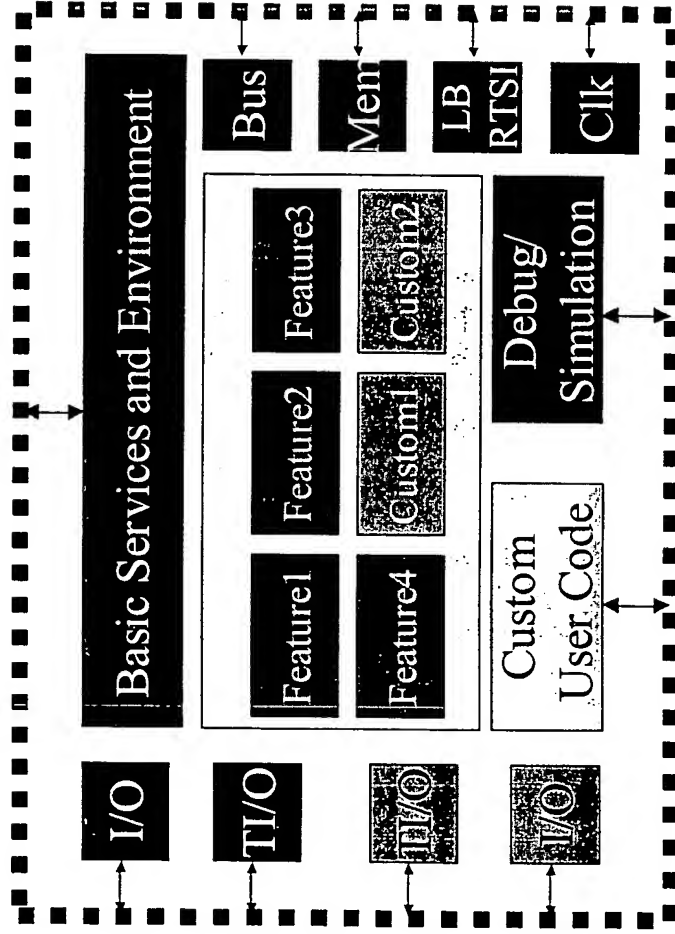 Basic Services and Environment
I/O
TI/O
TI/O
I/O
Feature1
Feature2
Feature3
Feature4
Custom1
Custom2
Bus
Mem
LB
RTSI
Clk
Custom
User Code
Debug/
Simulation